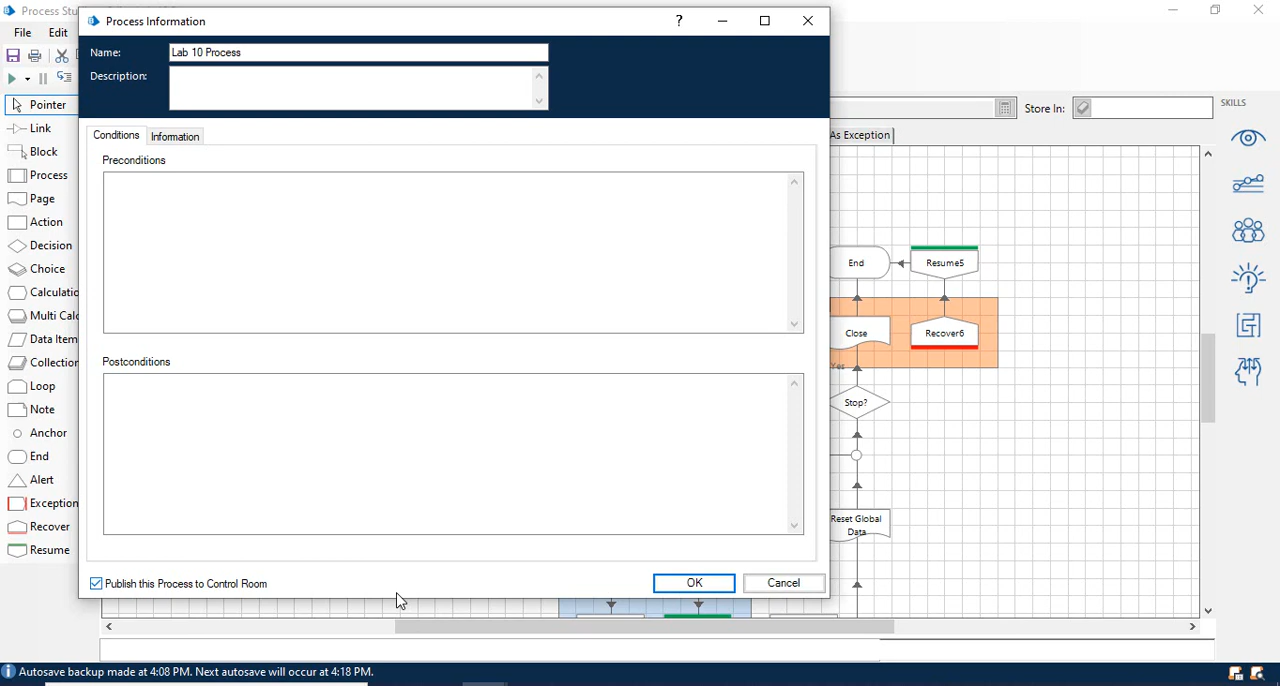 Process Stu
Process Information
?
File Edit
Name: Lab 10 Process
Description:
Pointer
Link
Block
Process
Page
Action
Decision
Choice
Calculatio
Multi Calc
Data Item
Collection
Loop
Note
Anchor
End
Alert
Exception
Recover
Resume
Conditions Information
Preconditions
Postconditions
Publish this Process to Control Room
OK Cancel
Store In:
SKILLS
As Exception
End Resume5
Close Recover6
Yes
Stop?
Reset Global
Data
Autosave backup made at 4:08 PM. Next autosave will occur at 4:18 PM.